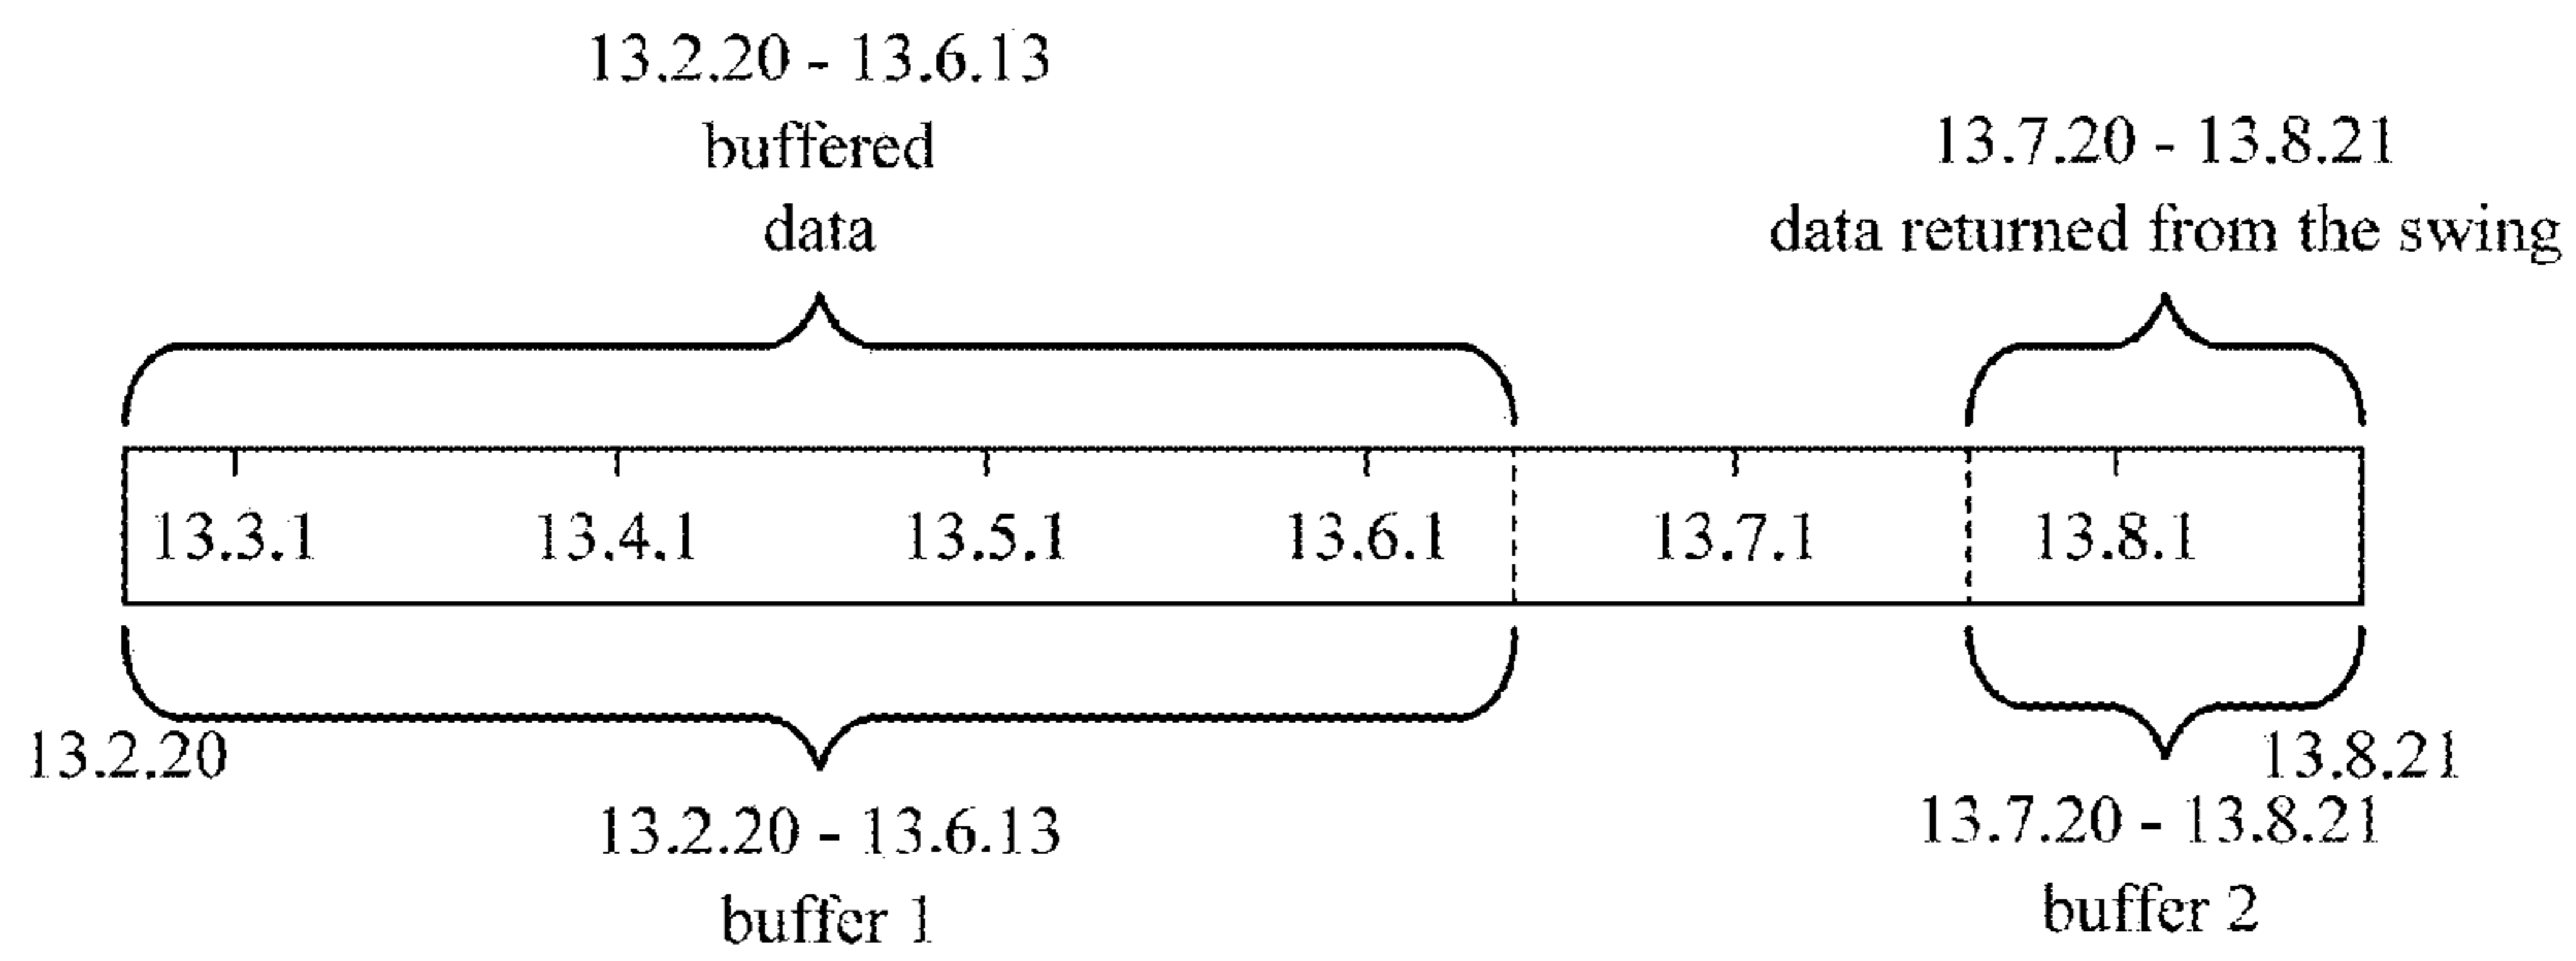 13.2.20 - 13.6.13
buffered
data
13.7.20 - 13.8.21
data returned from the swing
13.3.1
13.4.1
13.5.1
13.6.1
13.7.1
13.8.1
13.2.20
13.8.21
13.2.20 - 13.6.13
buffer 1
13.7.20 - 13.8.21
buffer 2